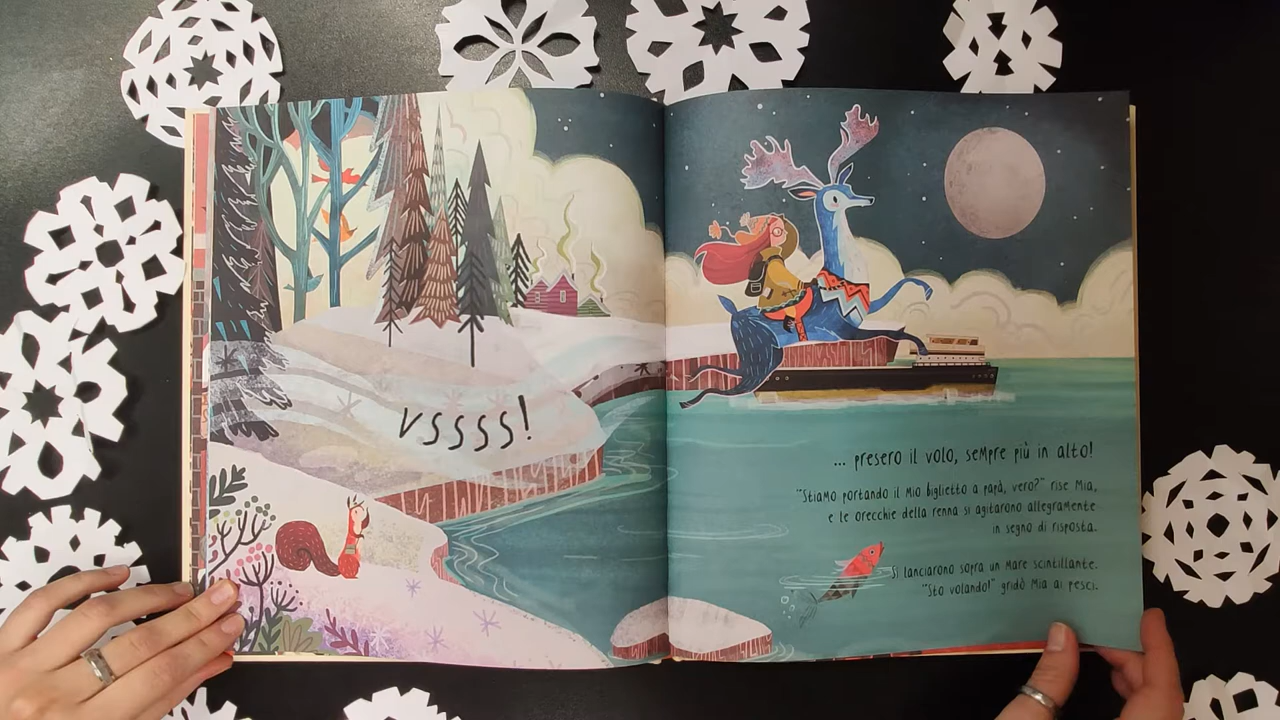 VSSSS!
... presero il volo, sempre più in alto!
"Stiamo portando il mio biglietto a papà, vero?" rise Mia,
e le orecchie della renna si agitarono allegramente
in segno di risposta.
Si lanciarono sopra un mare scintillante.
"Sto volando!" gridò Mia ai pesci.